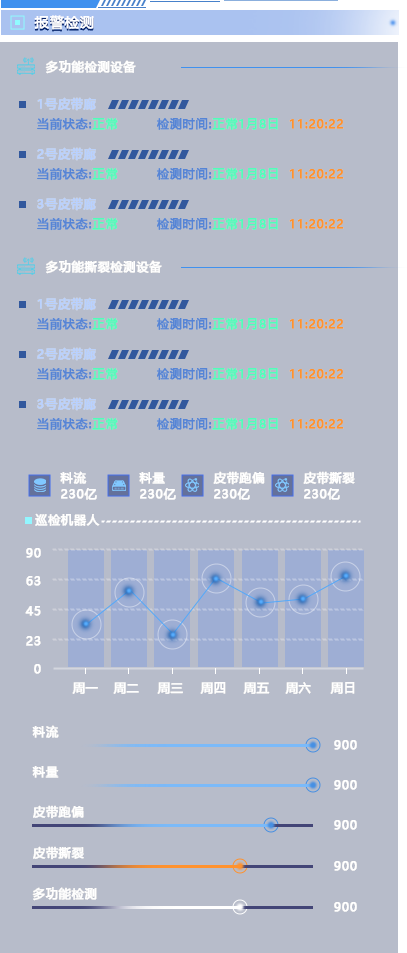 报警检测
多功能检测设备
1号皮带廊
当前状态:正常 检测时间:正常1月8日 11:20:22
2号皮带廊
当前状态:正常 检测时间:正常1月8日 11:20:22
3号皮带廊
当前状态:正常 检测时间:正常1月8日 11:20:22
多功能撕裂检测设备
1号皮带廊
当前状态:正常 检测时间:正常1月8日 11:20:22
2号皮带廊
当前状态:正常 检测时间:正常1月8日 11:20:22
3号皮带廊
当前状态:正常 检测时间:正常1月8日 11:20:22
料流 料量 皮带跑偏 皮带撕裂
230亿 230亿 230亿 230亿
巡检机器人
90
63
45
23
0
周一 周二 周三 周四 周五 周六 周日
料流
900
料量
900
皮带跑偏
900
皮带撕裂
900
多功能检测
900